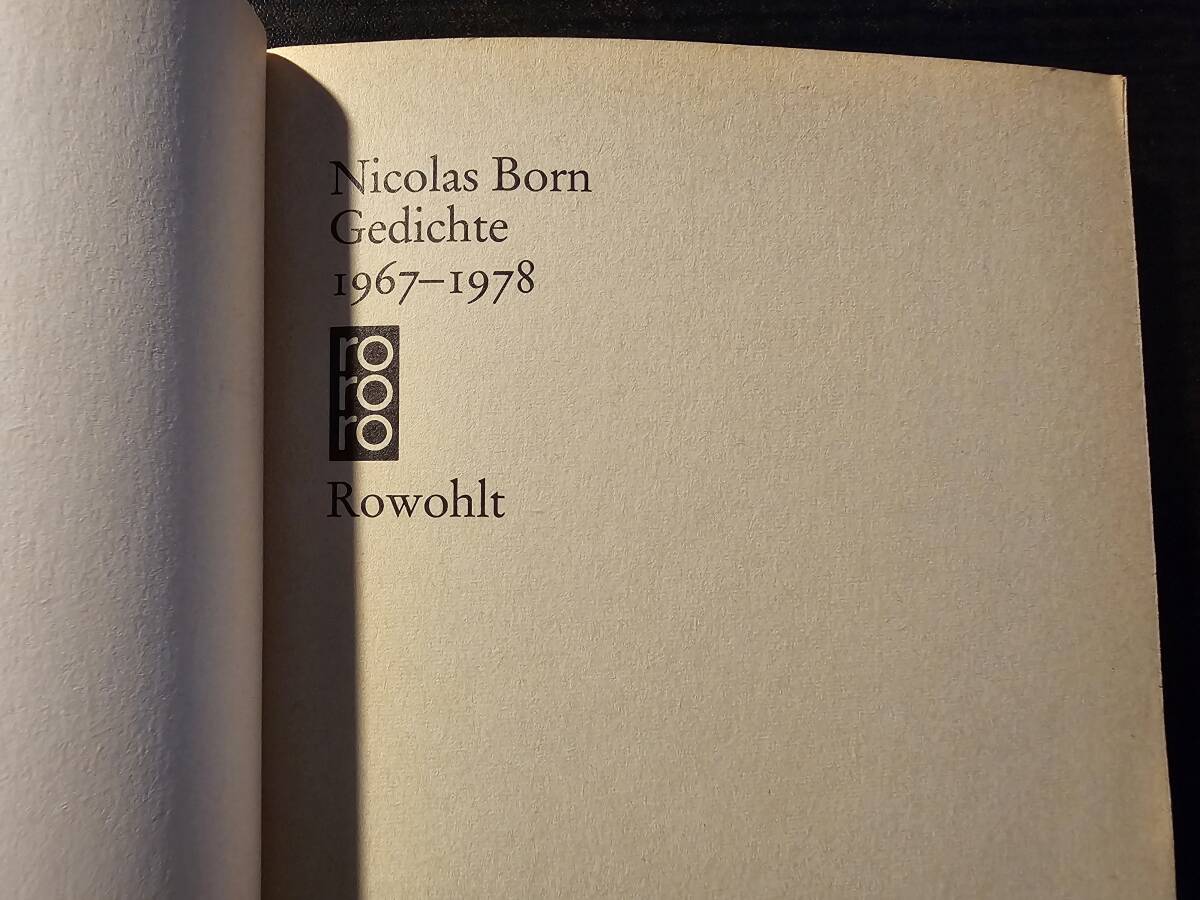 Nicolas Born
Gedichte
1967–1978
ro
ro
ro
Rowohlt